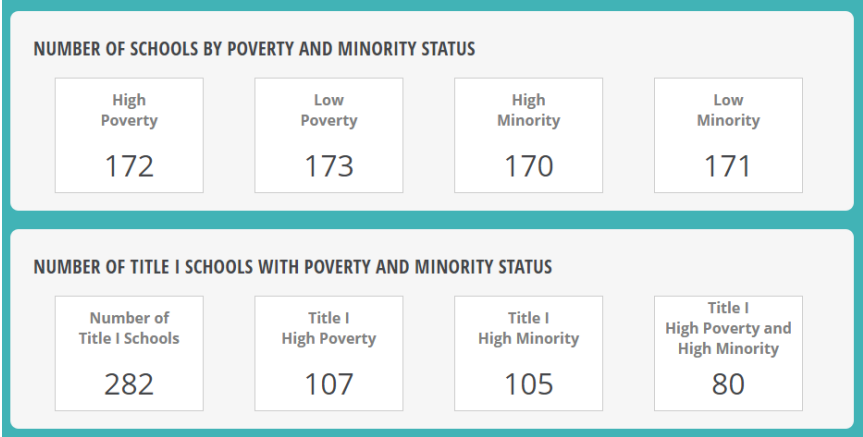 NUMBER OF SCHOOLS BY POVERTY AND MINORITY STATUS
High
Poverty
172
Low
Poverty
173
High
Minority
170
Low
Minority
171
NUMBER OF TITLE I SCHOOLS WITH POVERTY AND MINORITY STATUS
Number of
Title I Schools
282
Title I
High Poverty
107
Title I
High Minority
105
Title I
High Poverty and
High Minority
80